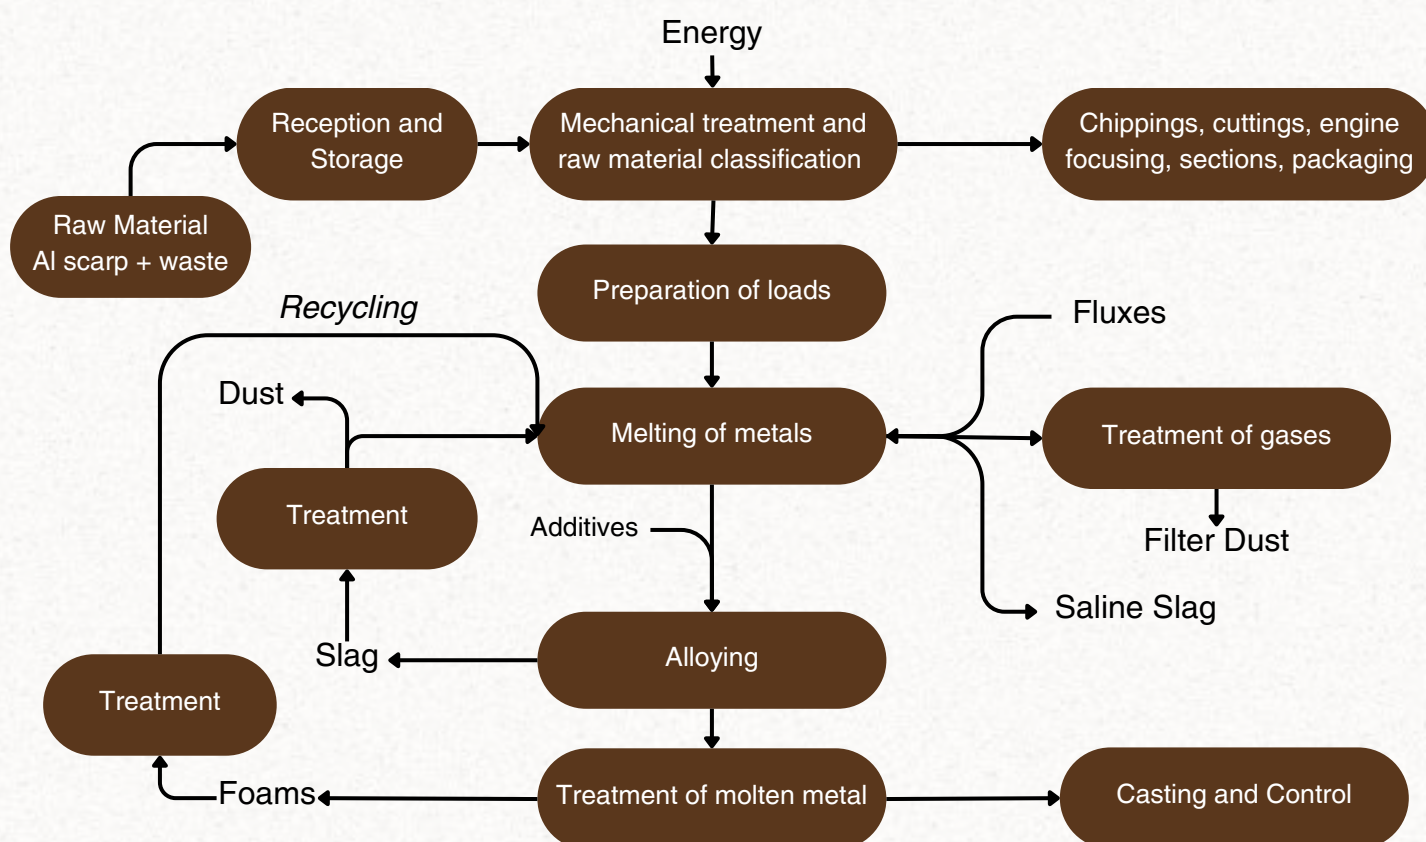 Energy
Reception and
Storage
Mechanical treatment and
raw material classification
Chippings, cuttings, engine
focusing, sections, packaging
Raw Material
Al scarp + waste
Preparation of loads
Recycling
Fluxes
Dust
Melting of metals
Treatment of gases
Treatment
Additives
Filter Dust
Saline Slag
Slag
Alloying
Treatment
Foams
Treatment of molten metal
Casting and Control